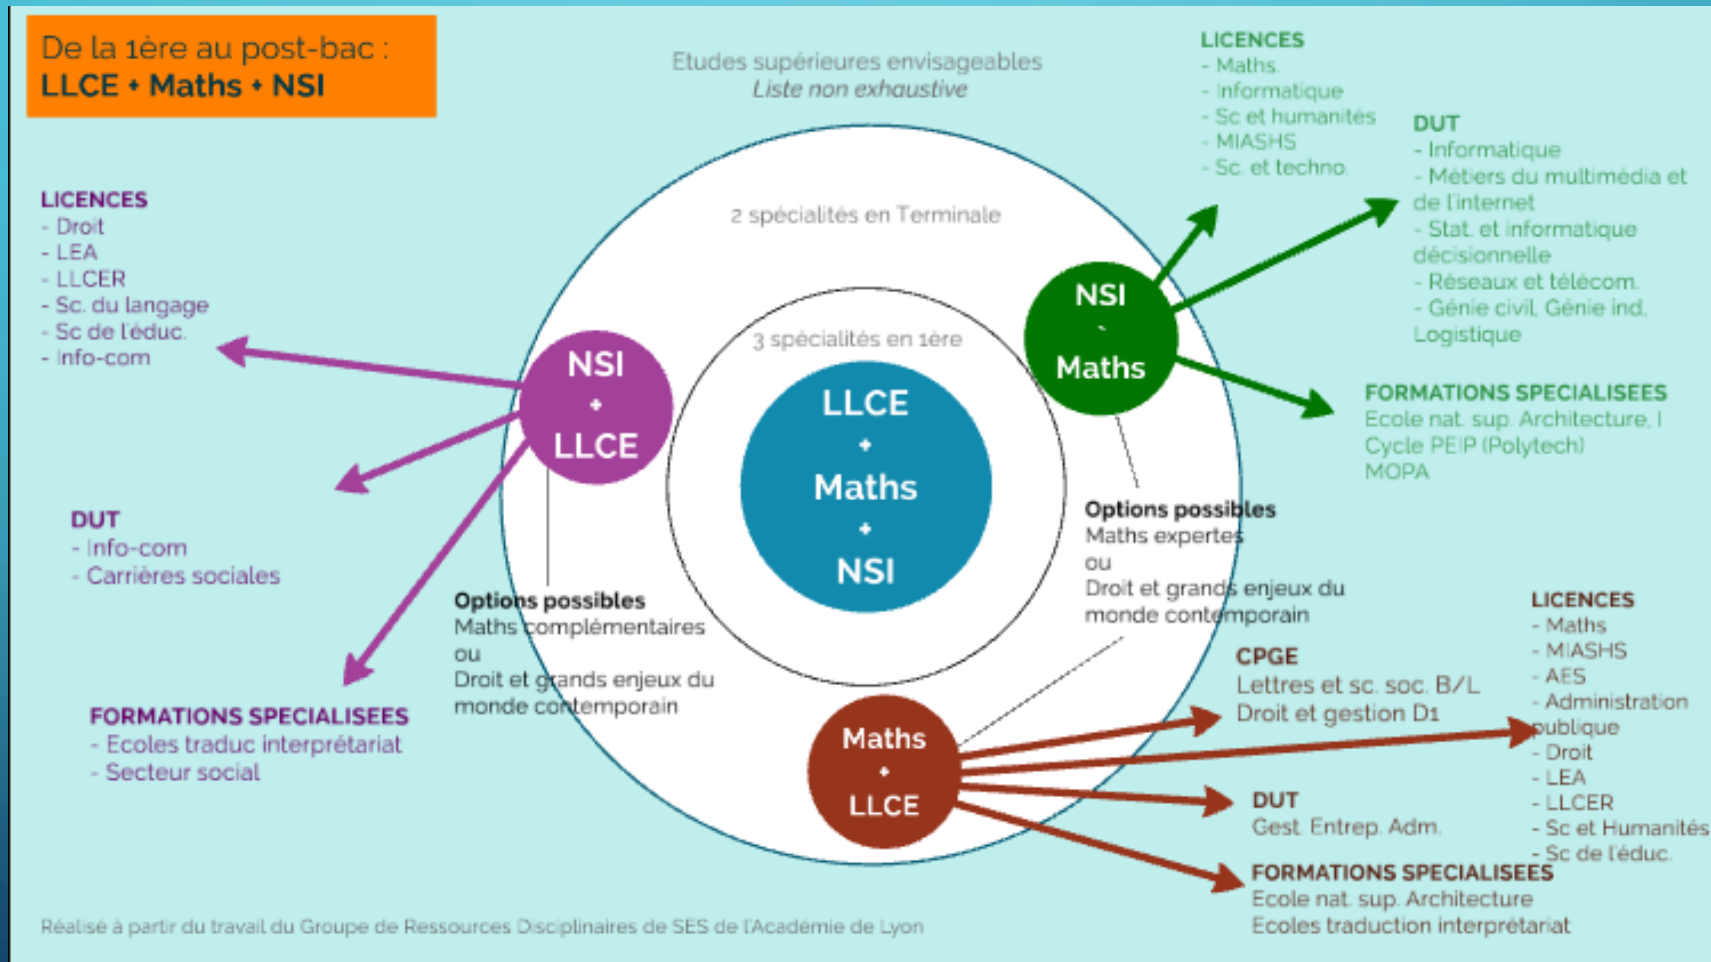 De la 1ère au post-bac :
LLCE + Maths + NSI
Etudes supérieures envisageables
Liste non exhaustive
2 spécialités en Terminale
3 spécialités en 1ère
LLCE
+
Maths
+
NSI
NSI
+
LLCE
LICENCES
- Droit
- LEA
- LLCER
- Sc. du langage
- Sc de l'éduc.
- Info-com
DUT
- Info-com
- Carrières sociales
FORMATIONS SPECIALISEES
- Ecoles traduc interprétariat
- Secteur social
Options possibles
Maths complémentaires
ou
Droit et grands enjeux du
monde contemporain
NSI
Maths
LICENCES
- Maths.
- Informatique
- Sc et humanités
- MIASHS
- Sc. et techno.
DUT
- Informatique
- Métiers du multimédia et
de l'internet
- Stat. et informatique
décisionnelle
- Réseaux et télécom.
- Génie civil, Génie ind,
Logistique
FORMATIONS SPECIALISEES
Ecole nat. sup. Architecture, I
Cycle PEIP (Polytech)
MOPA
Options possibles
Maths expertes
ou
Droit et grands enjeux du
monde contemporain
Maths
+
LLCE
CPGE
Lettres et sc. soc. B/L
Droit et gestion D1
LICENCES
- Maths
- MIASHS
- AES
- Administration
publique
- Droit
- LEA
- LLCER
- Sc et Humanités
- Sc de l'éduc.
DUT
Gest. Entrep. Adm.
FORMATIONS SPECIALISEES
Ecole nat. sup. Architecture
Ecoles traduction interprétariat
Réalisé à partir du travail du Groupe de Ressources Disciplinaires de SES de l'Académie de Lyon